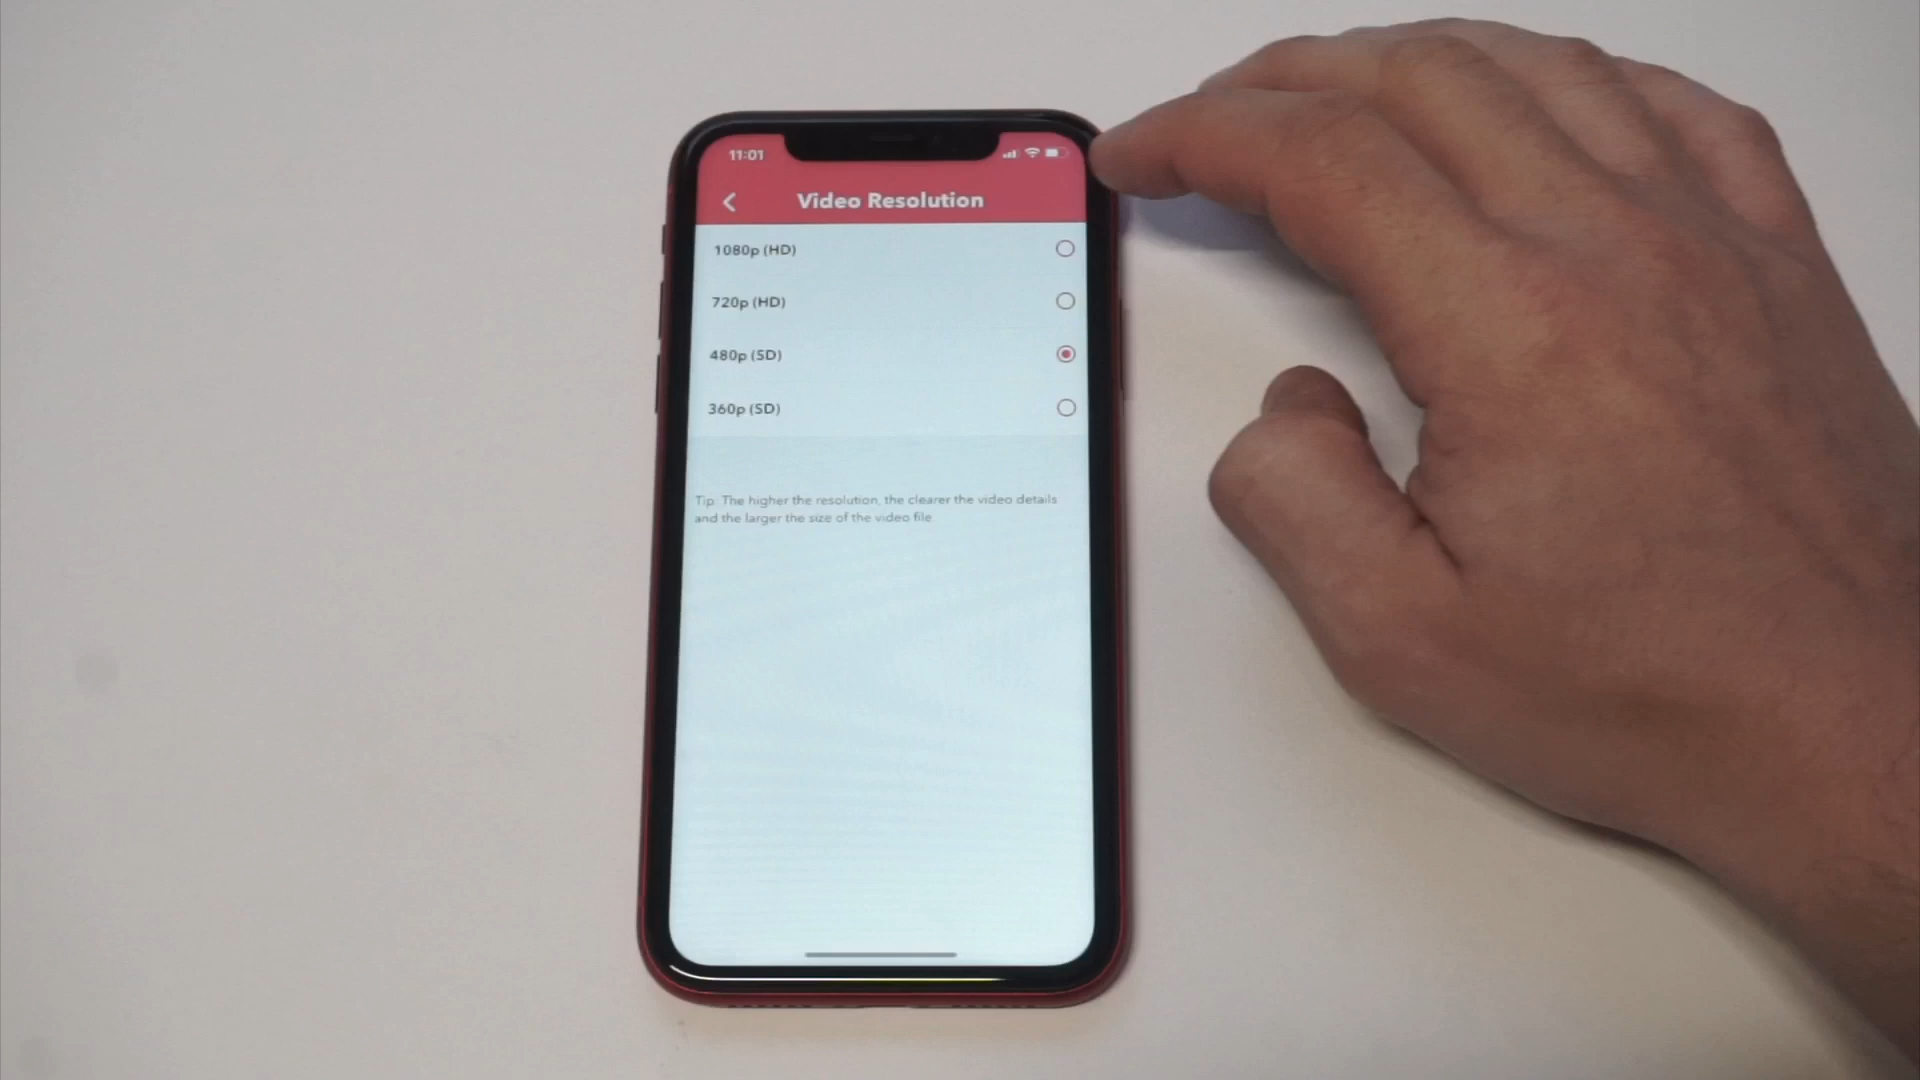 11:01
Video Resolution
1080p (HD)
720p (HD)
480p (SD)
360p (SD)
Tip: The higher the resolution, the clearer the video details
and the larger the size of the video file